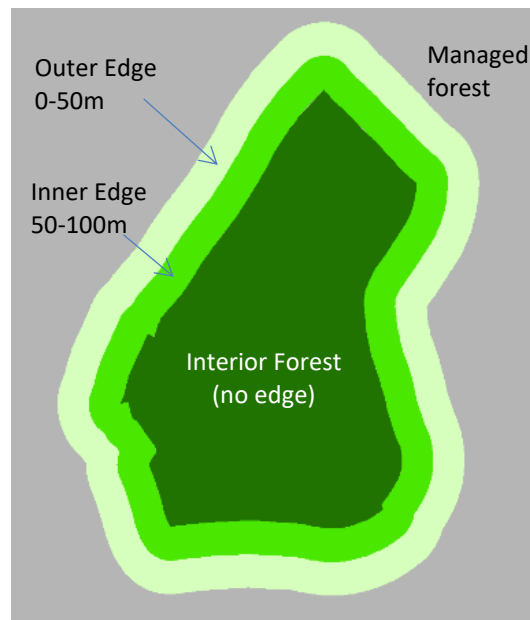 Outer Edge
0-50m
Managed
forest
Inner Edge
50-100m
Interior Forest
(no edge)